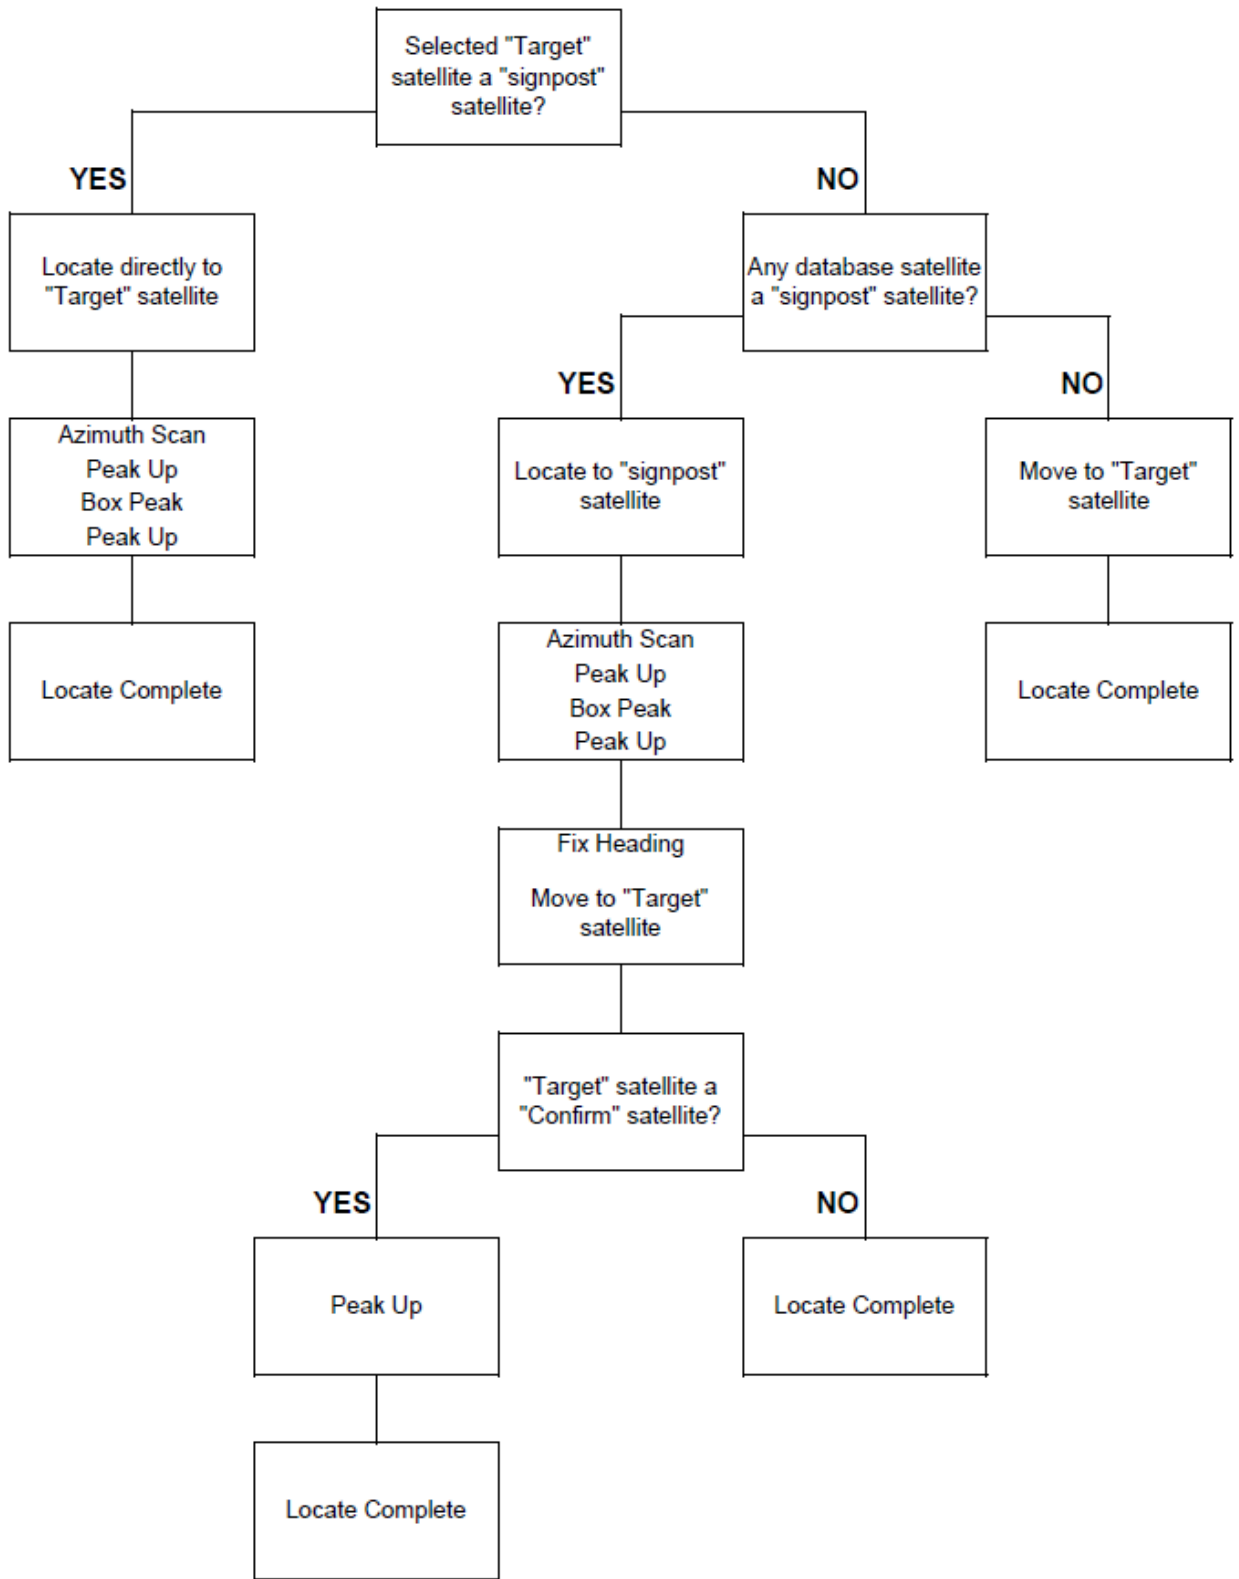 Selected "Target"
satellite a "signpost"
satellite?
YES
NO
Locate directly to
"Target" satellite
Any database satellite
a "signpost" satellite?
YES
NO
Azimuth Scan
Peak Up
Box Peak
Peak Up
Locate to "signpost"
satellite
Move to "Target"
satellite
Locate Complete
Azimuth Scan
Peak Up
Box Peak
Peak Up
Locate Complete
Fix Heading
Move to "Target"
satellite
"Target" satellite a
"Confirm" satellite?
YES
NO
Peak Up
Locate Complete
Locate Complete